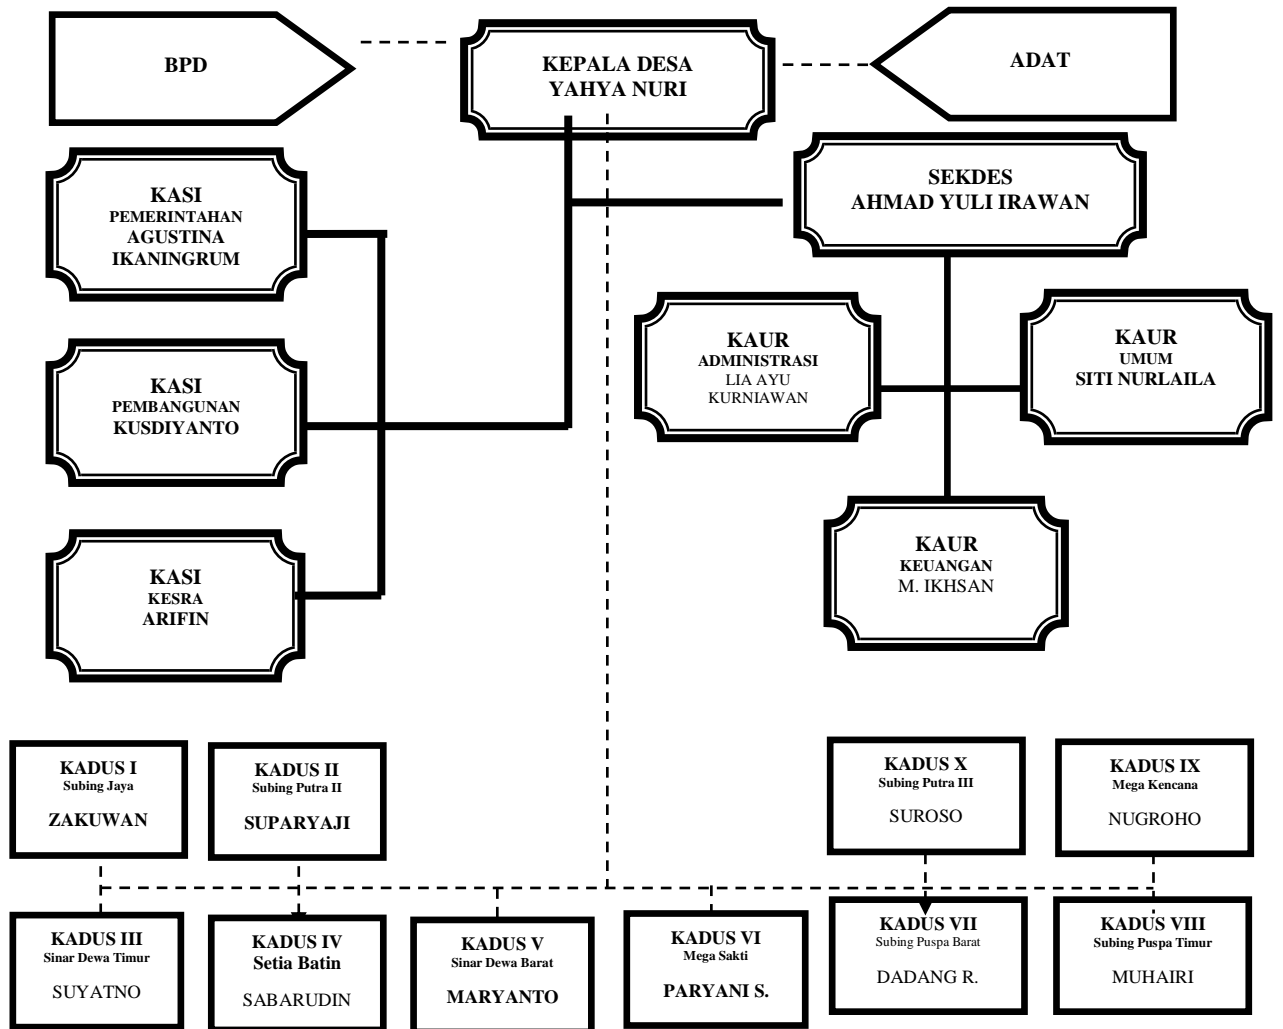 BPD
KEPALA DESA
YAHYA NURI
ADAT
SEKDES
AHMAD YULI IRAWAN
KASI
PEMERINTAHAN
AGUSTINA
IKANINGRUM
KASI
PEMBANGUNAN
KUSDIYANTO
KASI
KESRA
ARIFIN
KAUR
ADMINISTRASI
LIA AYU
KURNIAWAN
KAUR
UMUM
SITI NURLAILA
KAUR
KEUANGAN
M. IKHSAN
KADUS I
Subing Jaya
ZAKUWAN
KADUS II
Subing Putra II
SUPARYAJI
KADUS X
Subing Putra III
SUROSO
KADUS IX
Mega Kencana
NUGROHO
KADUS III
Sinar Dewa Timur
SUYATNO
KADUS IV
Setia Batin
SABARUDIN
KADUS V
Sinar Dewa Barat
MARYANTO
KADUS VI
Mega Sakti
PARYANI S.
KADUS VII
Subing Puspa Barat
DADANG R.
KADUS VIII
Subing Puspa Timur
MUHAIRI